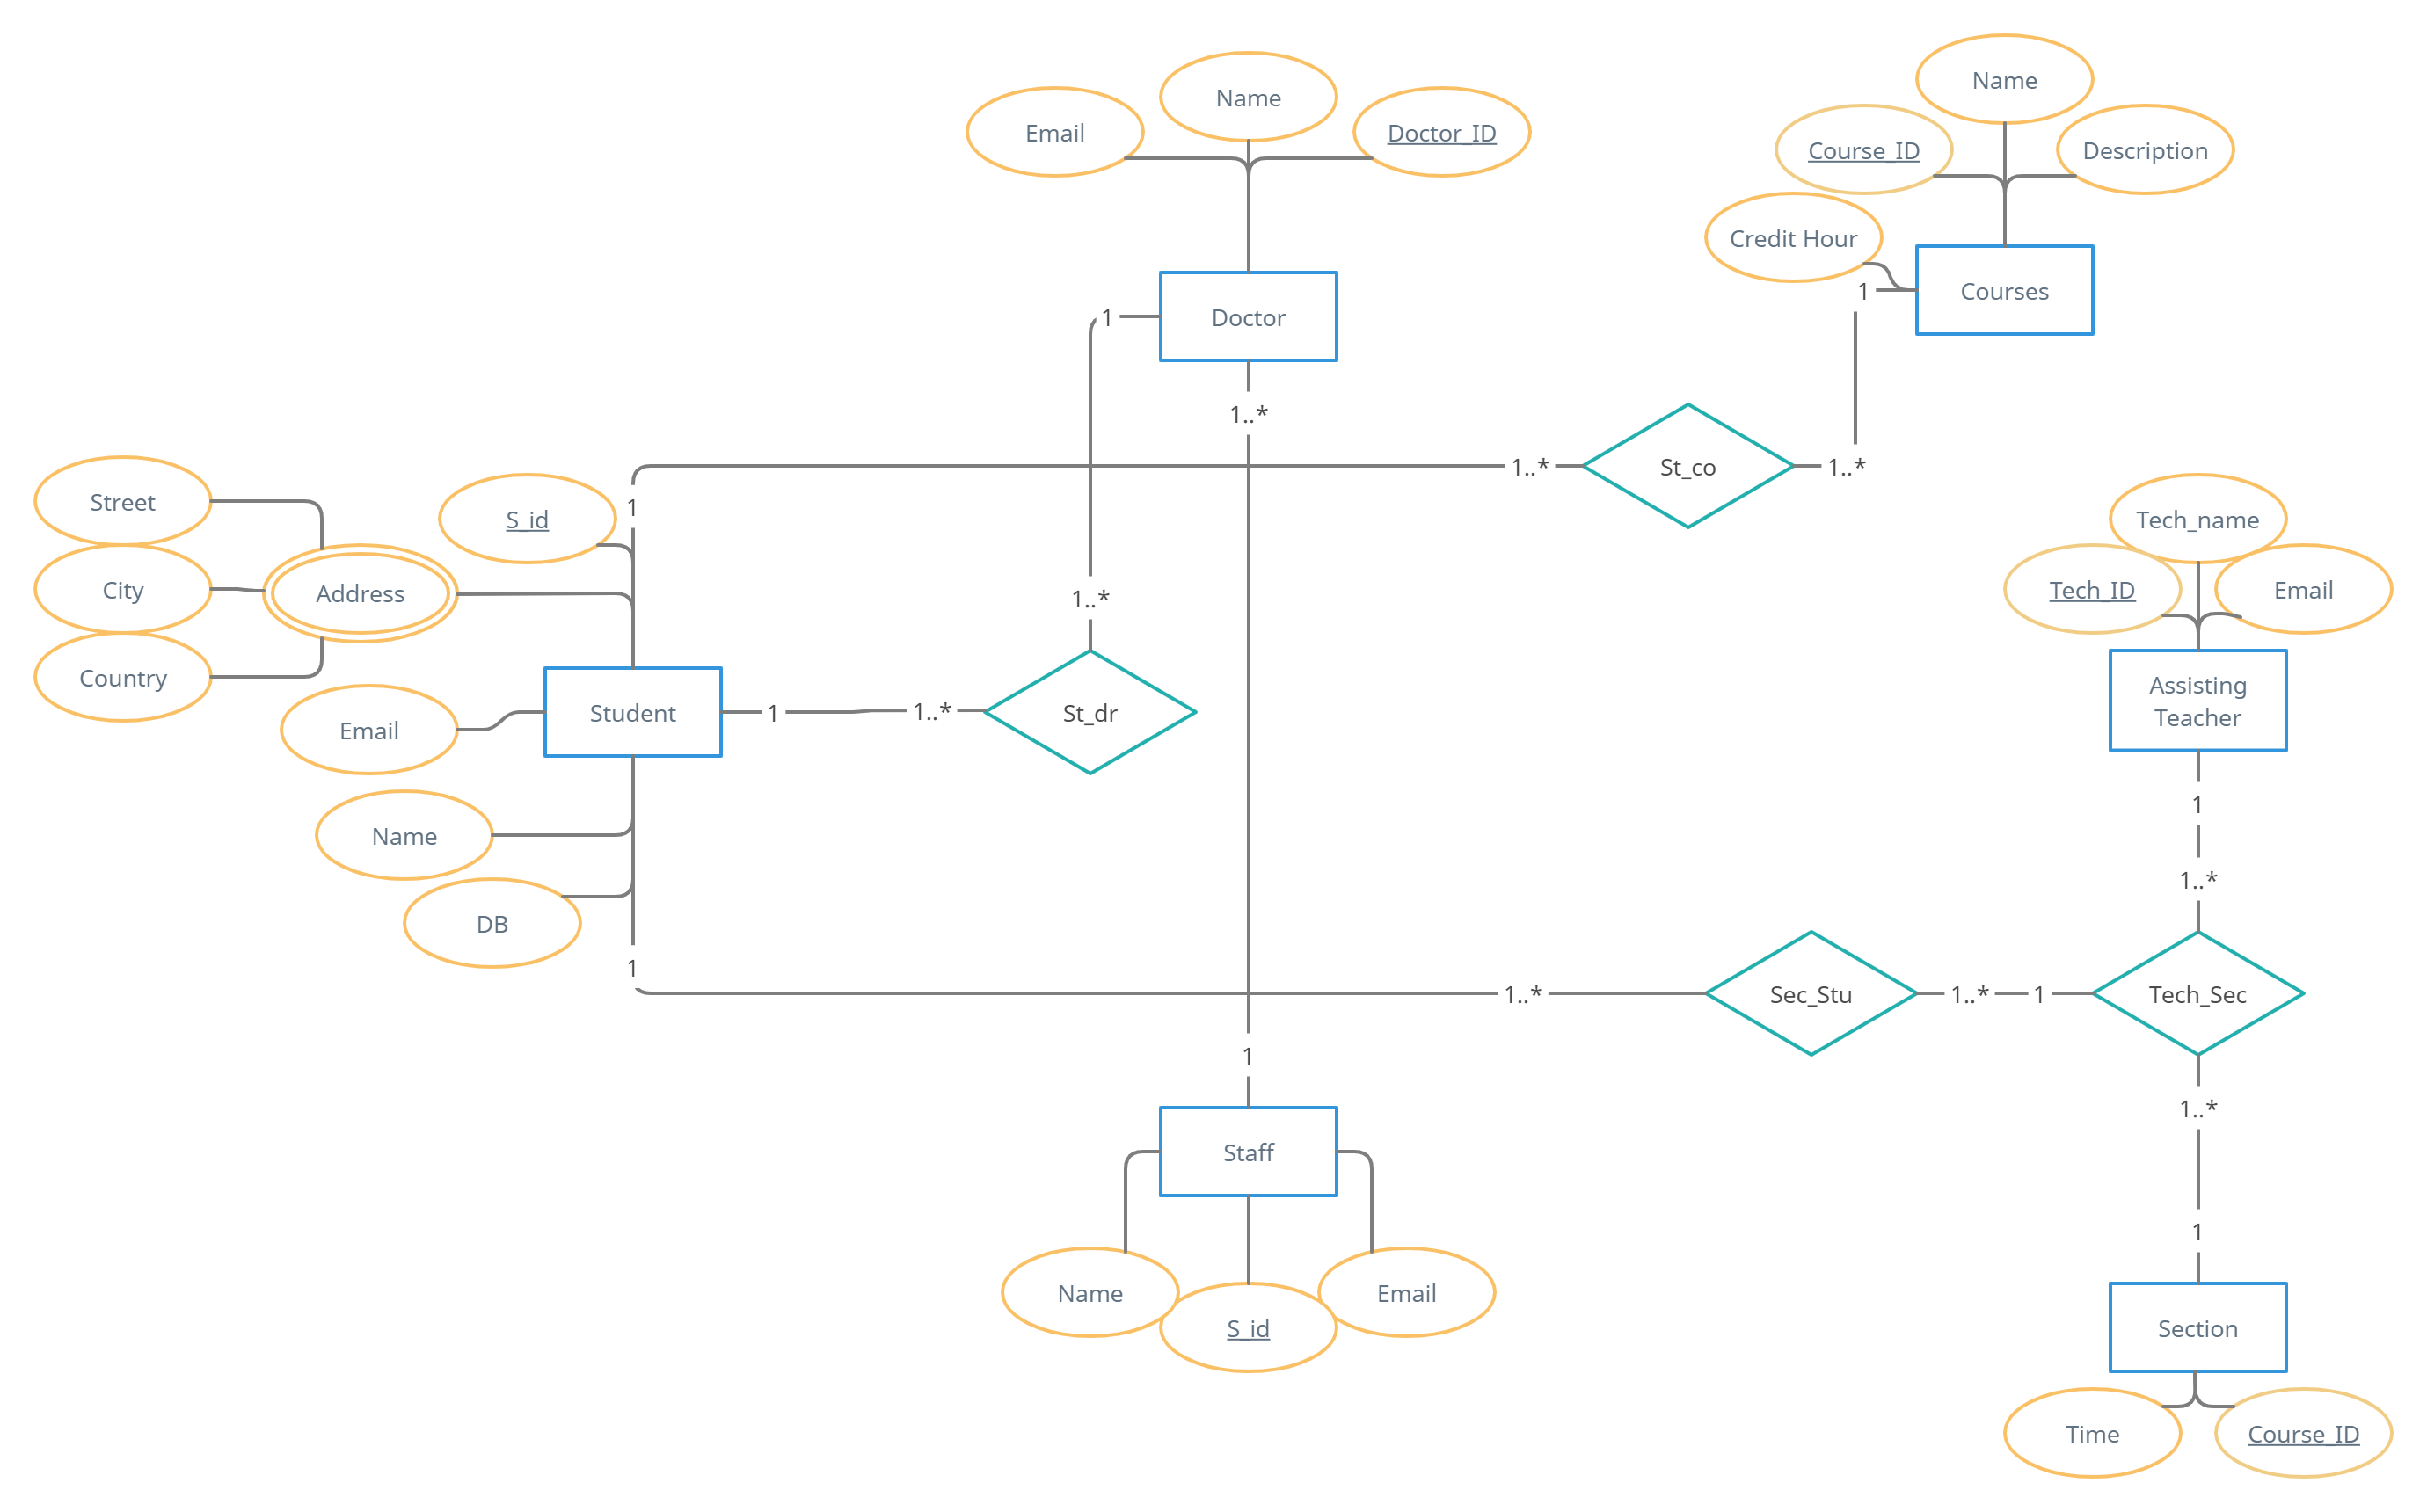 Name
Name
Email
Doctor_ID
Course_ID
Description
Credit Hour
Courses
1
Doctor
1
1..*
1..*
St_co
1..*
Street
S_id
1
Tech_name
City
Address
1..*
Tech_ID
Email
Country
Email
Student
1
1..*
St_dr
Assisting
Teacher
1
Name
1..*
DB
1
1..*
Sec_Stu
1..*
1
Tech_Sec
1
1..*
Staff
1
Name
S_id
Email
Section
Time
Course_ID